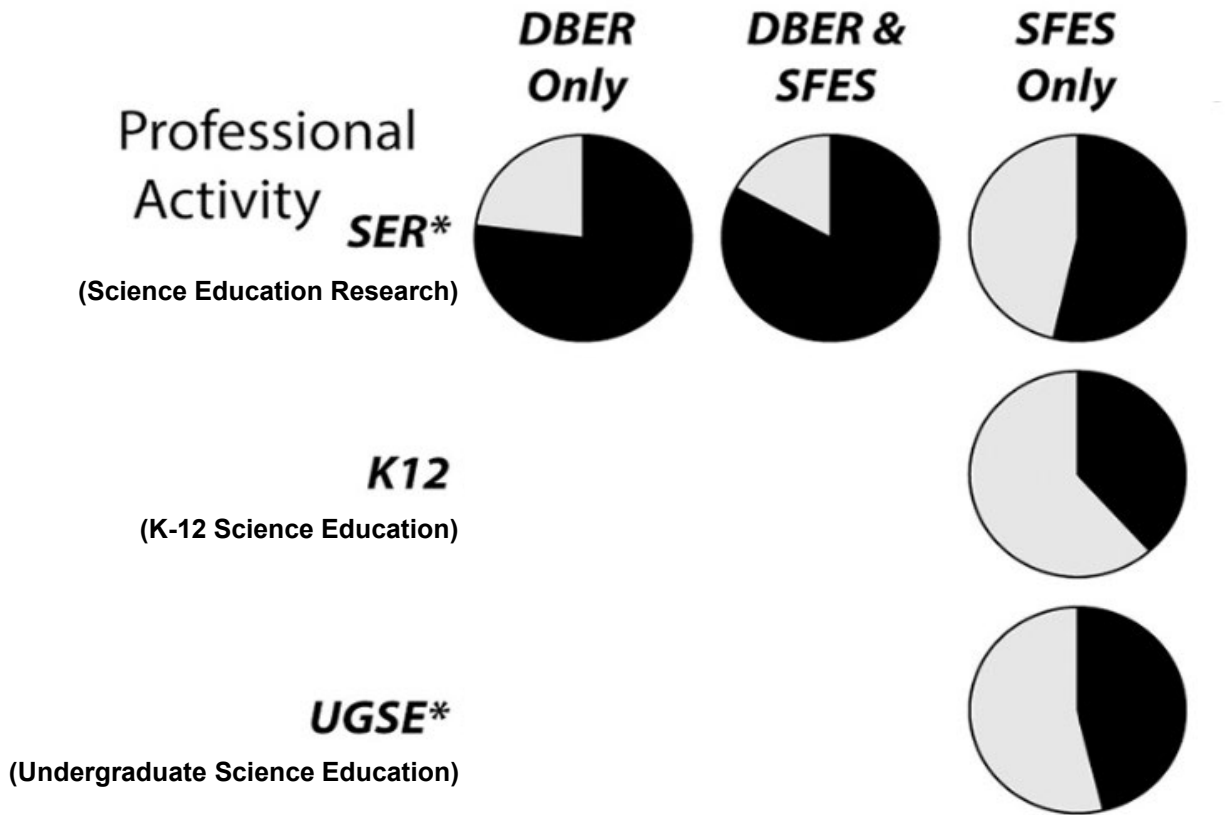 DBER
Only
DBER &
SFES
SFES
Only
Professional
Activity
SER*
(Science Education Research)
K12
(K-12 Science Education)
UGSE*
(Undergraduate Science Education)